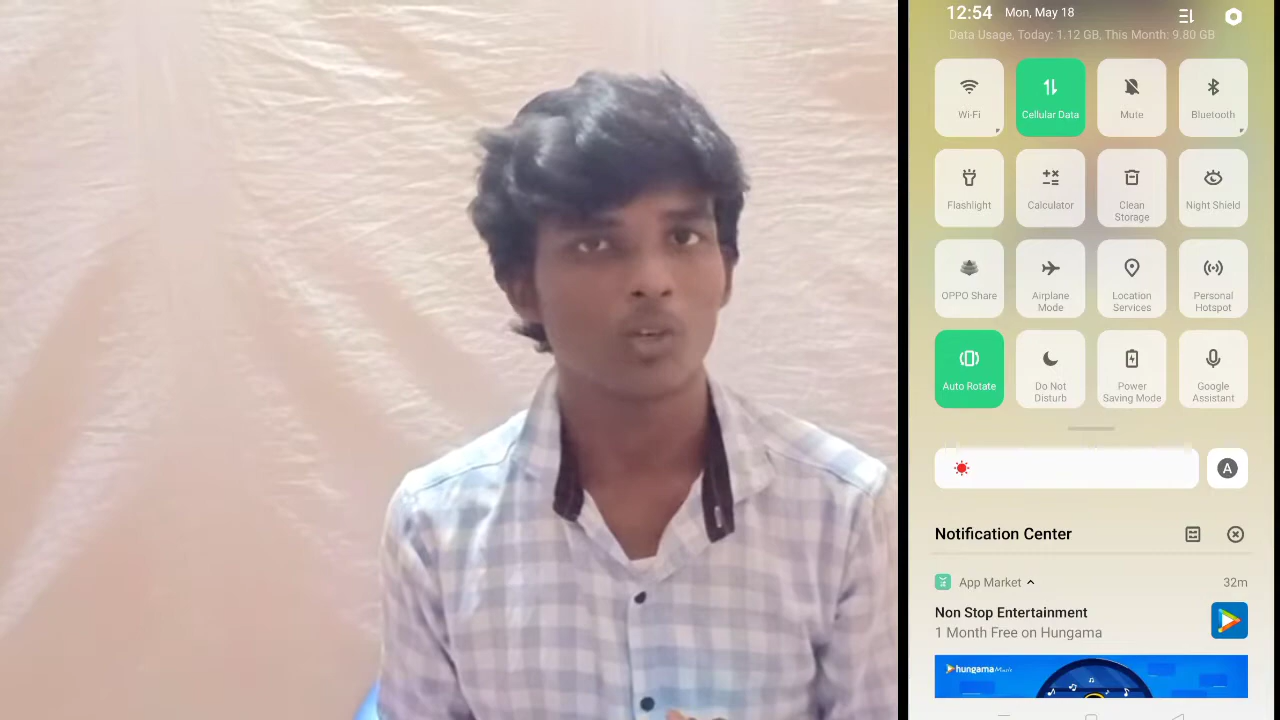 12:54 Mon, May 18
Data Usage, Today: 1.12 GB, This Month: 9.80 GB
Wi-Fi
Cellular Data
Mute
Bluetooth
Flashlight
Calculator
Clean
Storage
Night Shield
OPPO Share
Airplane
Mode
Location
Services
Personal
Hotspot
Auto Rotate
Do Not
Disturb
Power
Saving Mode
Google
Assistant
A
Notification Center
App Market 32m
Non Stop Entertainment
1 Month Free on Hungama
hungama Music